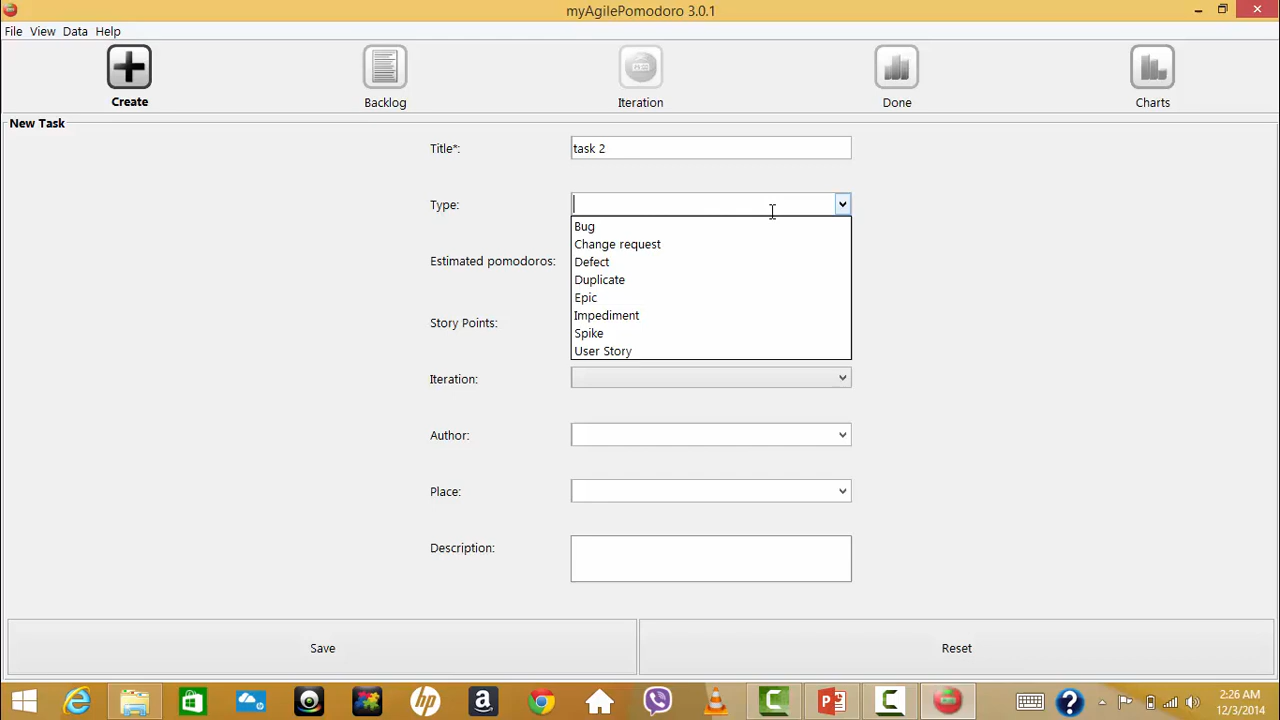 myAgilePomodoro 3.0.1
File View Data Help
Create Backlog Iteration Done Charts
New Task
Title*: task 2
Type:
Bug
Change request
Defect
Estimated pomodoros:
Duplicate
Epic
Impediment
Story Points:
Spike
User Story
Iteration:
Author:
Place:
Description:
Save Reset
2:26 AM
12/3/2014